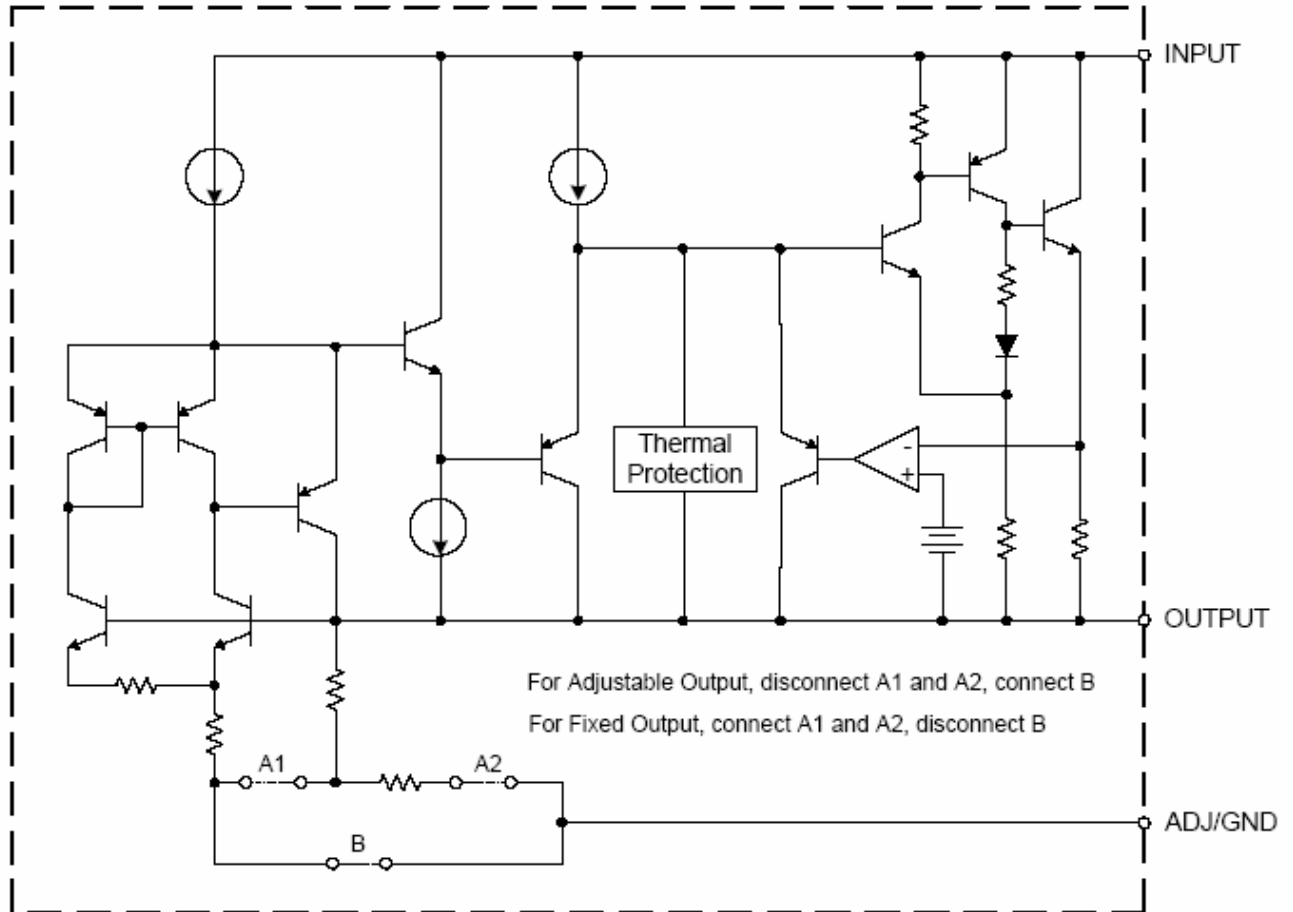 INPUT
Thermal
Protection
-
+
OUTPUT
For Adjustable Output, disconnect A1 and A2, connect B
For Fixed Output, connect A1 and A2, disconnect B
A1
A2
ADJ/GND
B